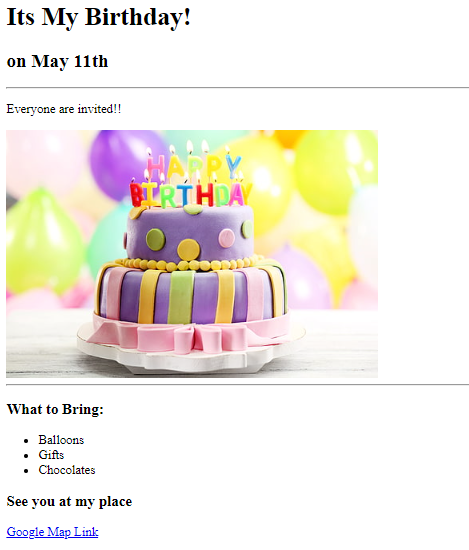 Its My Birthday!
on May 11th
Everyone are invited!!
HAPPY
BIRTHDAY
What to Bring:
Balloons
Gifts
Chocolates
See you at my place
Google Map Link